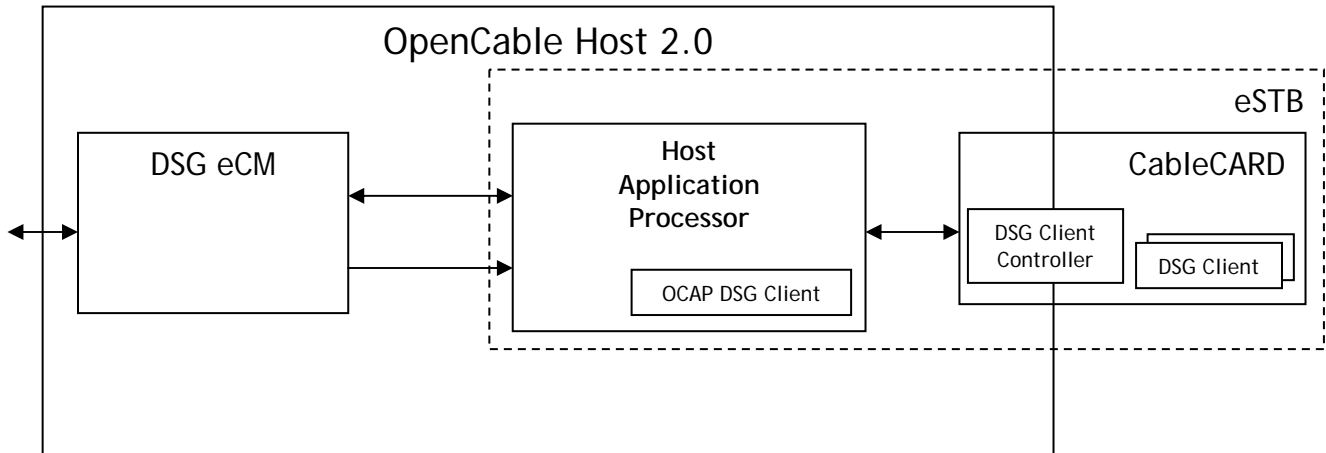 OpenCable Host 2.0
eSTB
DSG eCM
Host
Application
Processor
CableCARD
DSG Client
Controller
DSG Client
OCAP DSG Client